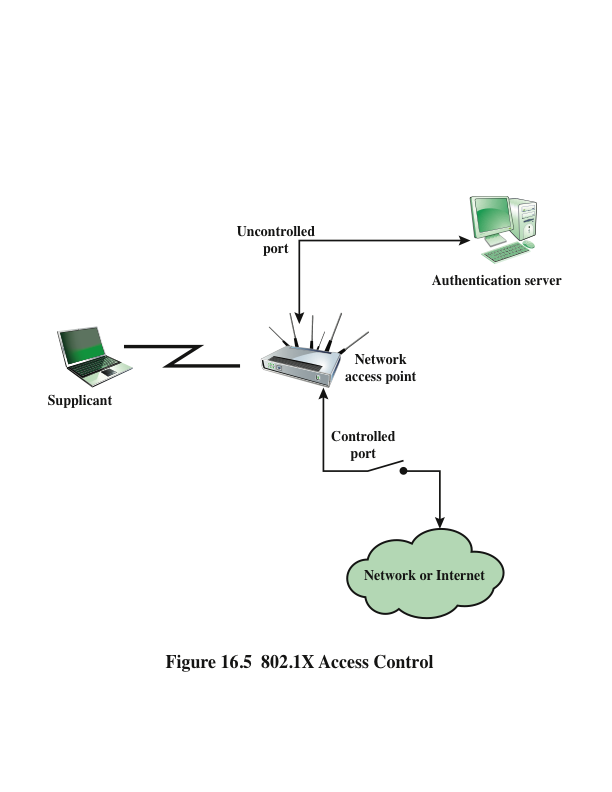 Uncontrolled
port
Authentication server
Network
access point
Supplicant
Controlled
port
Network or Internet
Figure 16.5 802.1X Access Control